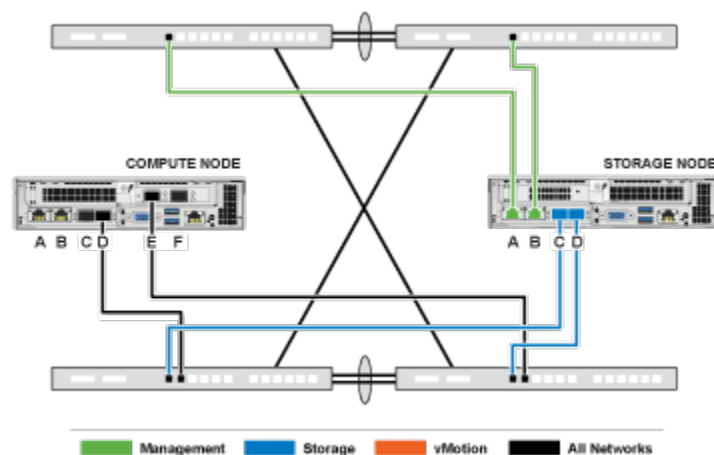 COMPUTE NODE
STORAGE NODE
A B C D E F
A B C D
Management Storage vMotion All Networks